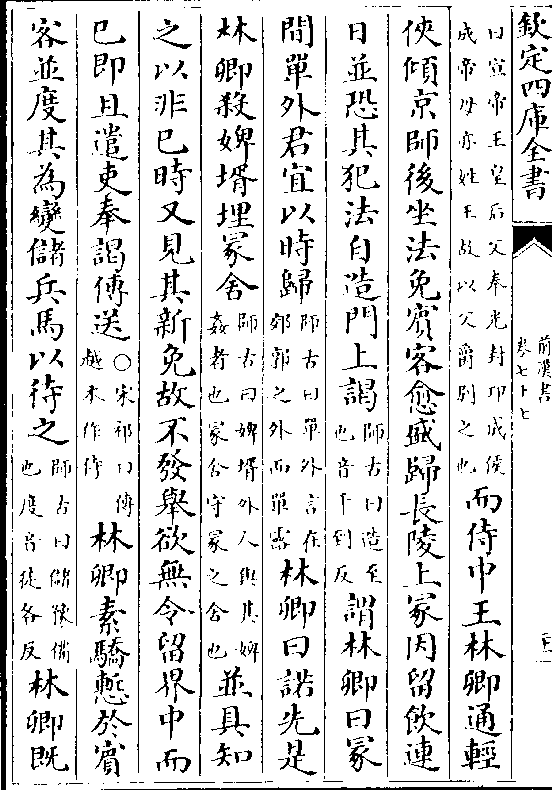 欽定四庫全書
前漢書
卷七十七
曰宣帝王皇后父奉光封邛成侯
成帝母亦姓王故以父爵别之也
而侍中王林卿通輕
俠傾京師後坐法免賓客愈盛歸長陵上冢因留飲連
日並恐其犯法自造門上謁
師古曰造至
也音千到反
謂林卿曰冢
間單外君宜以時歸
師古曰單外言在
郊郭之外而單露
林卿曰諾先是
林卿殺婢壻埋冢舍
師古曰婢壻外人與其婢
姦者也冢舍守冢之舍也
並具知
之以非已時又見其新免故不發舉欲無令留界中而
已即且遣吏奉謁傳送
○宋祁曰傳
越本作侍
林卿素驕慙於賓
客並度其為變儲兵馬以待之
師古曰儲豫備
也度音徒各反
林卿既